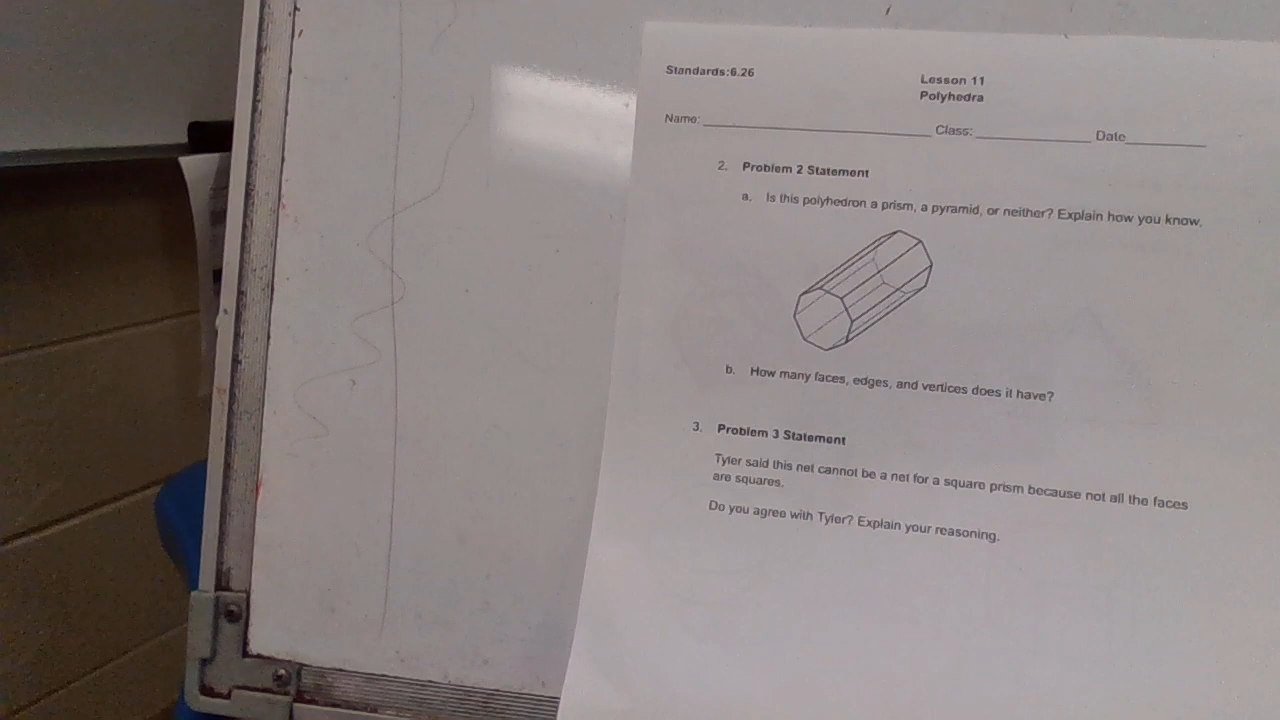 Standards:6.26
Lesson 11
Polyhedra
Name: ______________ Class: ______________ Date______________
2. Problem 2 Statement
a. Is this polyhedron a prism, a pyramid, or neither? Explain how you know.
b. How many faces, edges, and vertices does it have?
3. Problem 3 Statement
Tyler said this net cannot be a net for a square prism because not all the faces
are squares.
Do you agree with Tyler? Explain your reasoning.